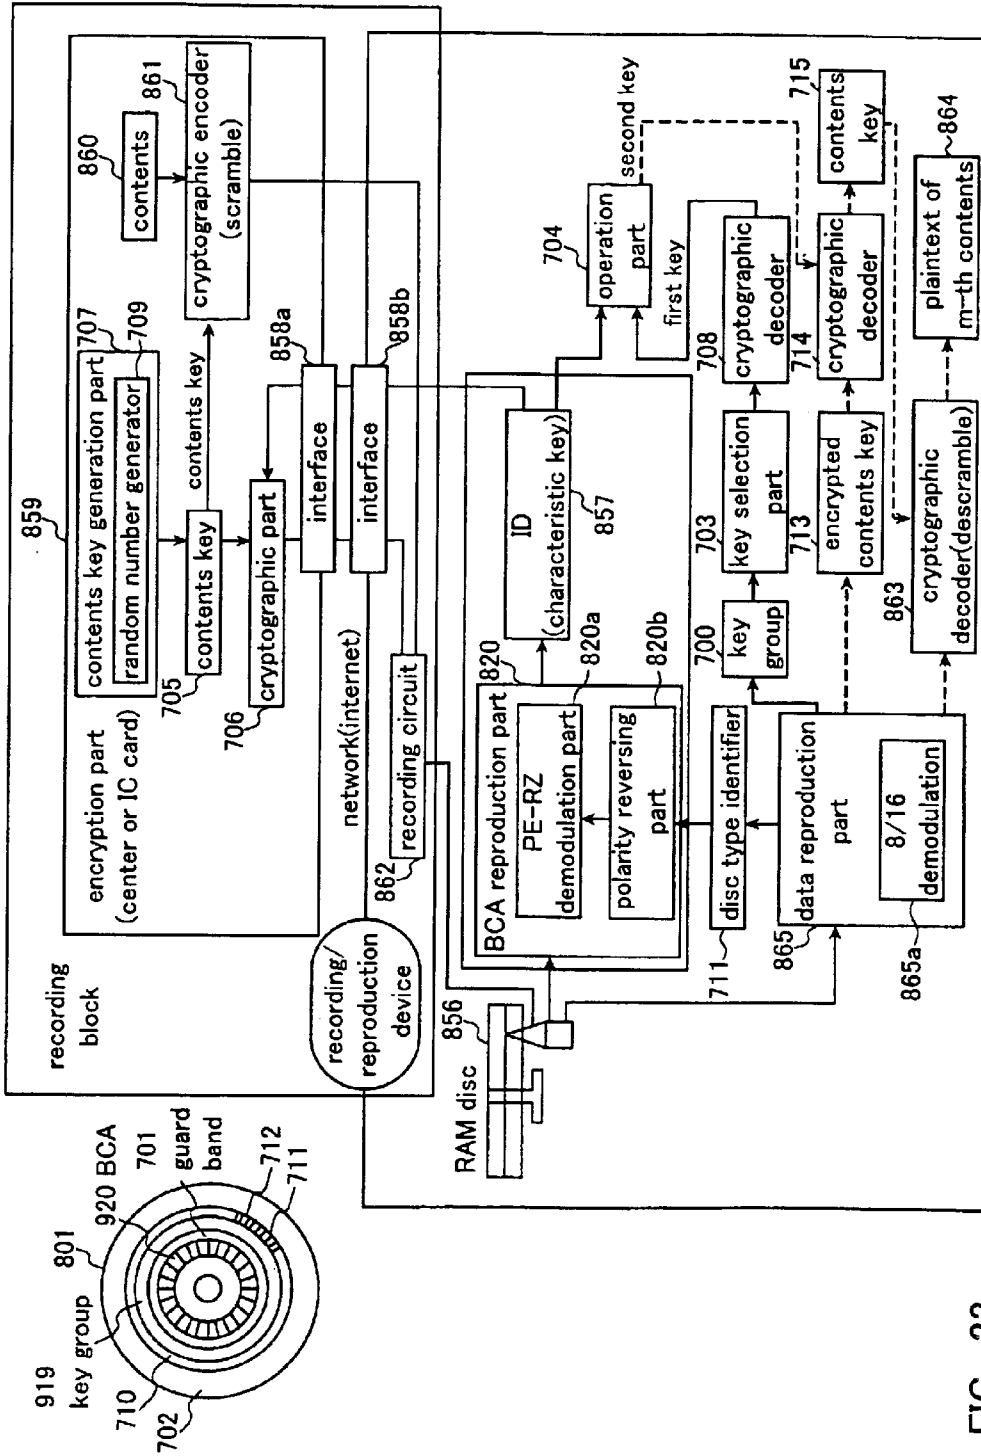 recording
block
859
encryption part
(center or IC card)
contents key generation part
707
random number generator
709
860
contents
861
cryptographic encoder
(scramble)
contents key
705
contents key
706
cryptographic part
858a
interface
858b
interface
network(internet)
862
recording circuit
recording/
reproduction
device
919
key group
801
920 BCA
701
guard
band
712
711
710
702
RAM disc
856
BCA reproduction part
820
PE-RZ
demodulation part
820a
polarity reversing
part
820b
ID
(characteristic key)
857
704
operation
part
second key
first key
711
disc type identifier
700
key
group
703
key selection
part
708
cryptographic
decoder
713
encrypted
contents key
714
cryptographic
decoder
715
contents
key
865
data reproduction
part
8/16
demodulation
865a
863
cryptographic
decoder(descramble)
plaintext of
m-th contents
864